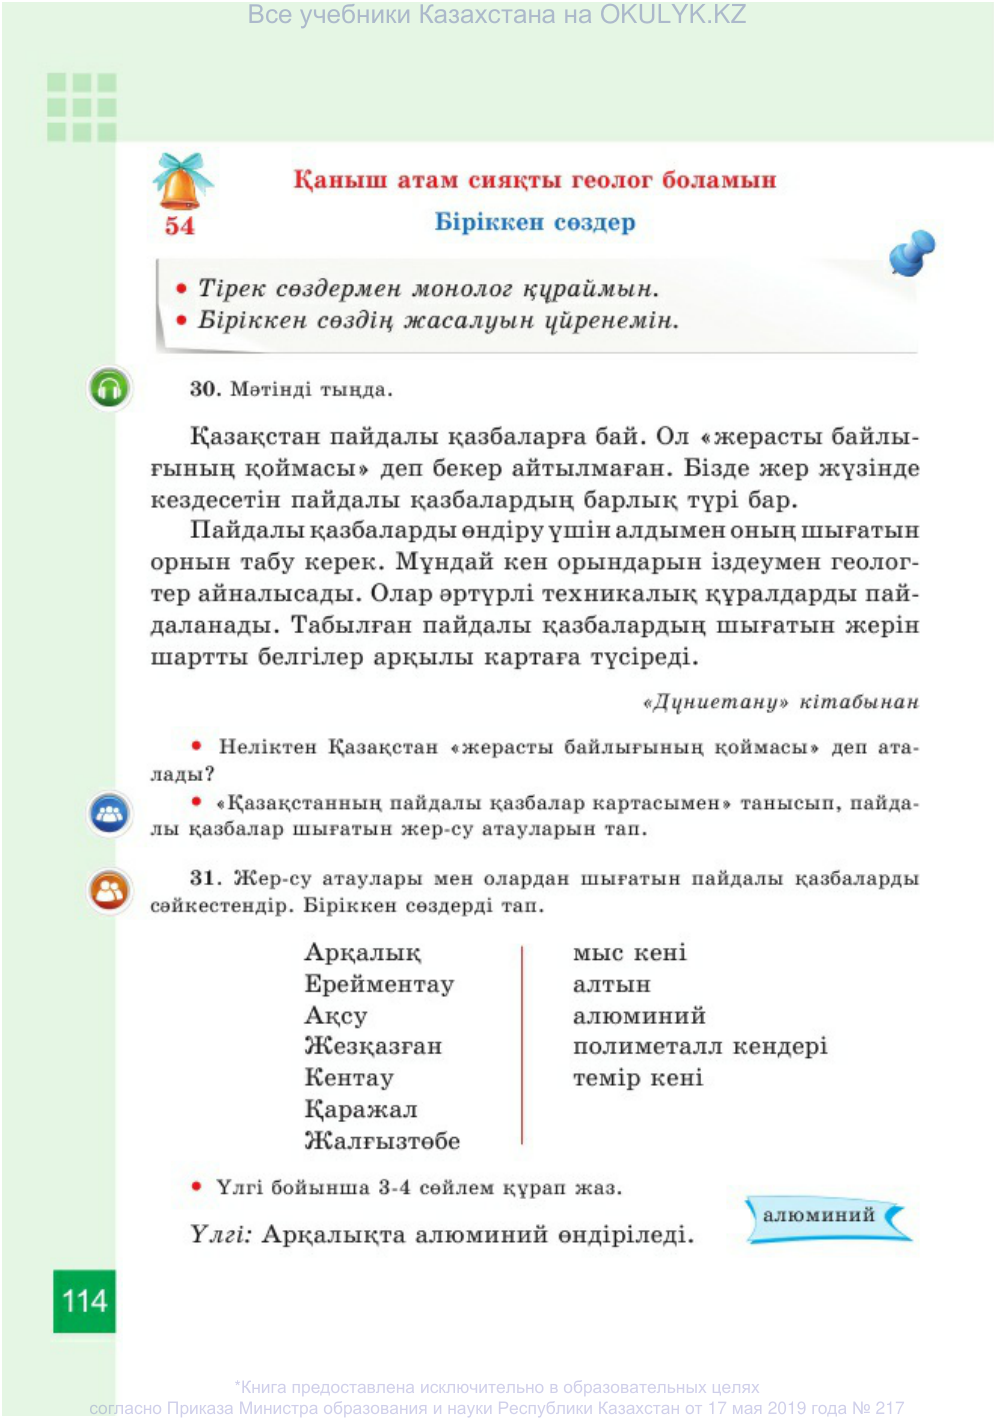 Все учебники Казахстана на OKULYK.KZ
54
Қаныш атам сияқты геолог боламын
Біріккен сөздер
• Тірек сөздермен монолог құраймын.
• Біріккен сөздің жасалуын үйренемін.
30. Мәтінді тыңда.
Қазақстан пайдалы қазбаларға бай. Ол «жерасты байлы-
ғының қоймасы» деп бекер айтылмаған. Бізде жер жүзінде
кездесетін пайдалы қазбалардың барлық түрі бар.
Пайдалы қазбаларды өндіру үшін алдымен оның шығатын
орнын табу керек. Мұндай кен орындарын іздеумен геолог-
тер айналысады. Олар әртүрлі техникалық құралдарды пай-
даланады. Табылған пайдалы қазбалардың шығатын жерін
шартты белгілер арқылы картаға түсіреді.
«Дүниетану» кітабынан
• Неліктен Қазақстан «жерасты байлығының қоймасы» деп ата-
лады?
• «Қазақстанның пайдалы қазбалар картасымен» танысып, пайда-
лы қазбалар шығатын жер-су атауларын тап.
31. Жер-су атаулары мен олардан шығатын пайдалы қазбаларды
сәйкестендір. Біріккен сөздерді тап.
Арқалық мыс кені
Ерейментау алтын
Ақсу алюминий
Жезқазған полиметалл кендері
Кентау темір кені
Қаражал
Жалғызтөбе
• Үлгі бойынша 3-4 сөйлем құрап жаз.
Үлгі: Арқалықта алюминий өндіріледі.
алюминий
114
*Книга предоставлена исключительно в образовательных целях
согласно Приказа Министра образования и науки Республики Казахстан от 17 мая 2019 года № 217